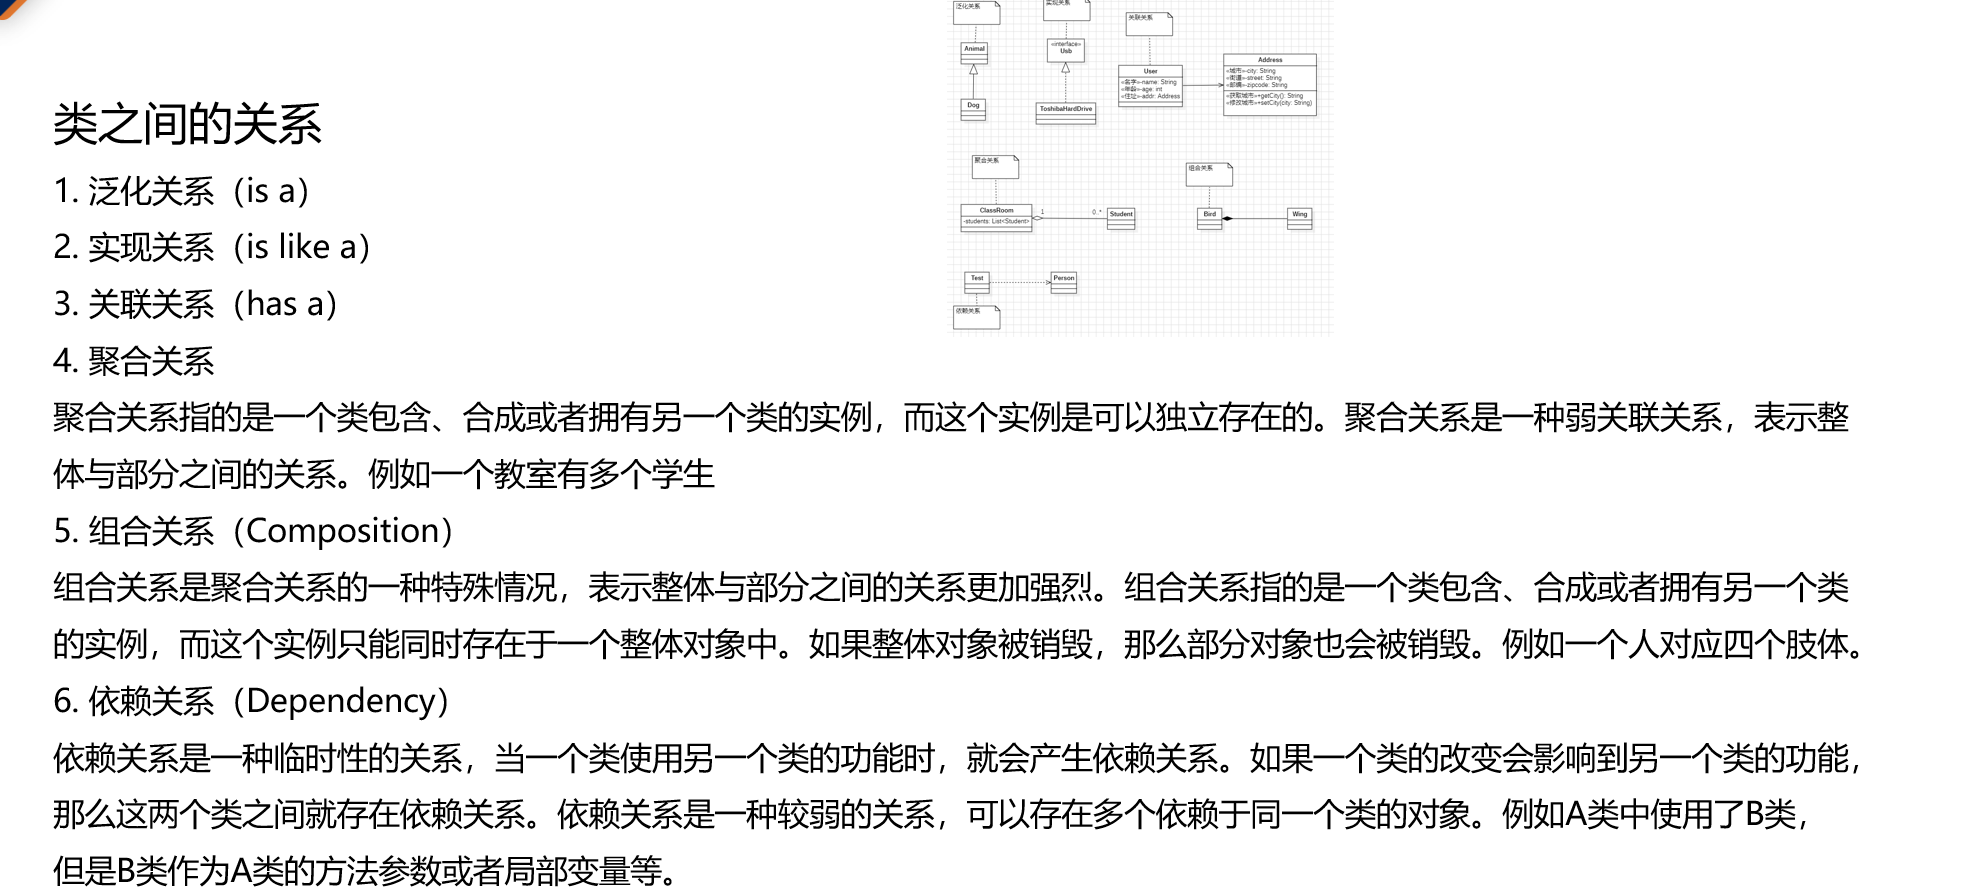 泛化关系
实现关系
关联关系
Animal
«interface»
Usb
User
«名字»-name: String
«年龄»-age: int
«住址»-addr: Address
Address
«城市»-city: String
«街道»-street: String
«邮编»-zipcode: String
«获取城市»+getCity(): String
«修改城市»+setCity(city: String)
Dog
ToshibaHardDrive
聚合关系
组合关系
ClassRoom
-students: List<Student>
1
0..*
Student
Bird
Wing
Test
Person
依赖关系
类之间的关系
1. 泛化关系（is a）
2. 实现关系（is like a）
3. 关联关系（has a）
4. 聚合关系
聚合关系指的是一个类包含、合成或者拥有另一个类的实例，而这个实例是可以独立存在的。聚合关系是一种弱关联关系，表示整
体与部分之间的关系。例如一个教室有多个学生
5. 组合关系（Composition）
组合关系是聚合关系的一种特殊情况，表示整体与部分之间的关系更加强烈。组合关系指的是一个类包含、合成或者拥有另一个类
的实例，而这个实例只能同时存在于一个整体对象中。如果整体对象被销毁，那么部分对象也会被销毁。例如一个人对应四个肢体。
6. 依赖关系（Dependency）
依赖关系是一种临时性的关系，当一个类使用另一个类的功能时，就会产生依赖关系。如果一个类的改变会影响到另一个类的功能，
那么这两个类之间就存在依赖关系。依赖关系是一种较弱的关系，可以存在多个依赖于同一个类的对象。例如A类中使用了B类，
但是B类作为A类的方法参数或者局部变量等。